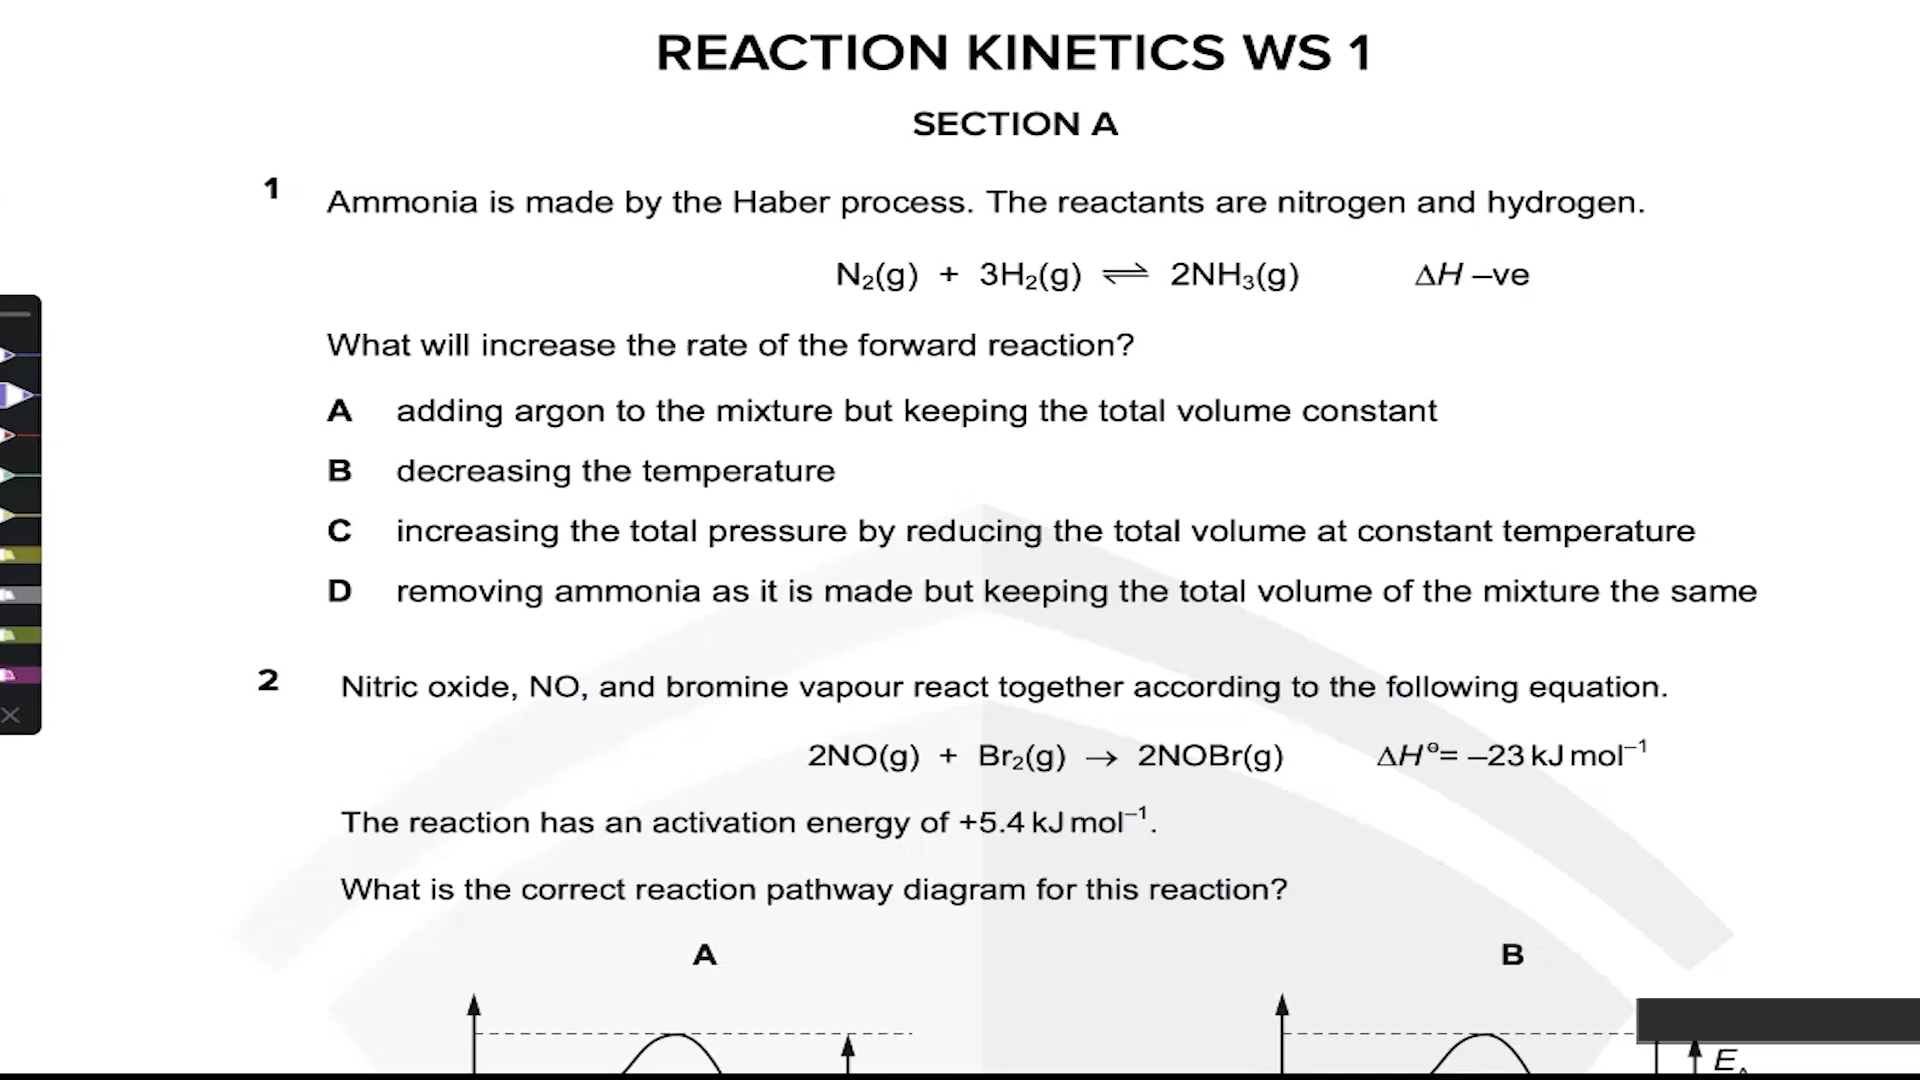 REACTION KINETICS WS 1
SECTION A
1 Ammonia is made by the Haber process. The reactants are nitrogen and hydrogen.
N₂(g) + 3H₂(g) ⇌ 2NH₃(g) ΔH –ve
What will increase the rate of the forward reaction?
A adding argon to the mixture but keeping the total volume constant
B decreasing the temperature
C increasing the total pressure by reducing the total volume at constant temperature
D removing ammonia as it is made but keeping the total volume of the mixture the same
2 Nitric oxide, NO, and bromine vapour react together according to the following equation.
2NO(g) + Br₂(g) → 2NOBr(g) ΔH⦵= –23 kJ mol⁻¹
The reaction has an activation energy of +5.4 kJ mol⁻¹.
What is the correct reaction pathway diagram for this reaction?
A B
E